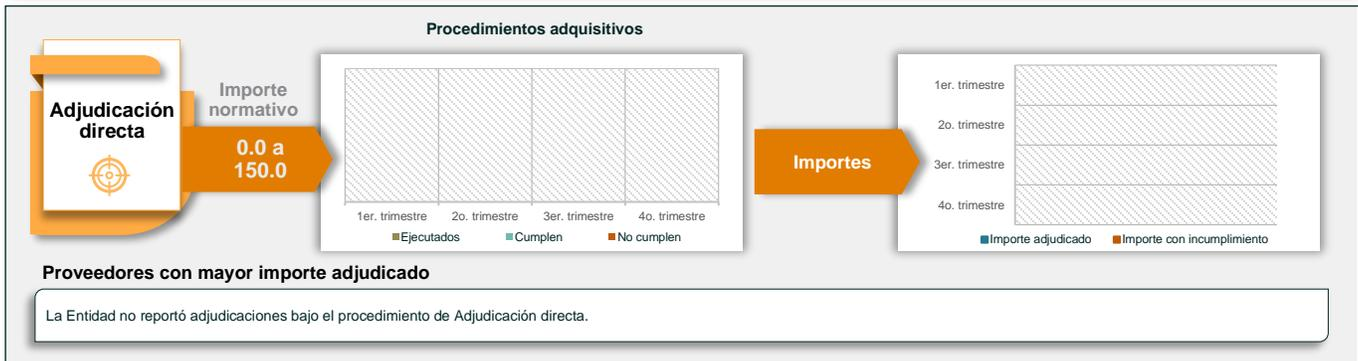 Procedimientos adquisitivos
Adjudicación
directa
Importe
normativo
0.0 a
150.0
1er. trimestre
2o. trimestre
3er. trimestre
4o. trimestre
Ejecutados
Cumplen
No cumplen
Importes
1er. trimestre
2o. trimestre
3er. trimestre
4o. trimestre
Importe adjudicado
Importe con incumplimiento
Proveedores con mayor importe adjudicado
La Entidad no reportó adjudicaciones bajo el procedimiento de Adjudicación directa.